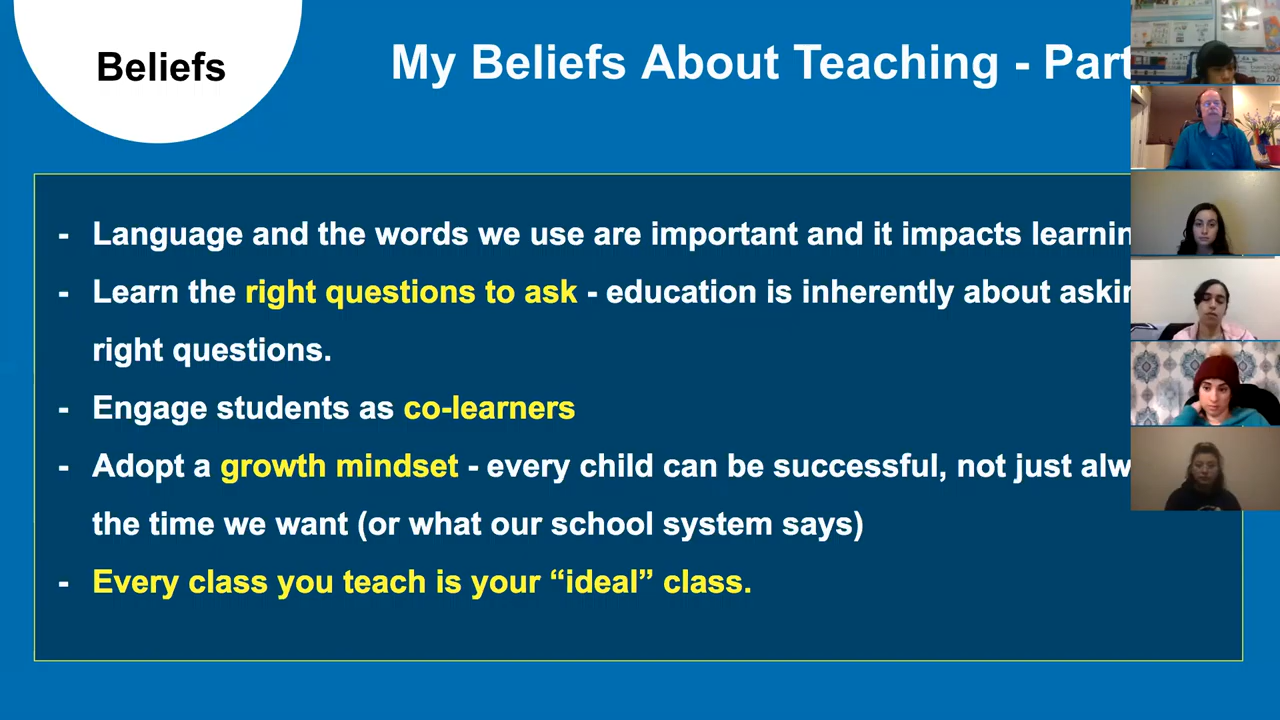 Beliefs
My Beliefs About Teaching - Part
- Language and the words we use are important and it impacts
- Learn the right questions to ask - education is inherently about
right questions.
- Engage students as co-learners
- Adopt a growth mindset - every child can be successful, not just
the time we want (or what our school system says)
- Every class you teach is your “ideal” class.